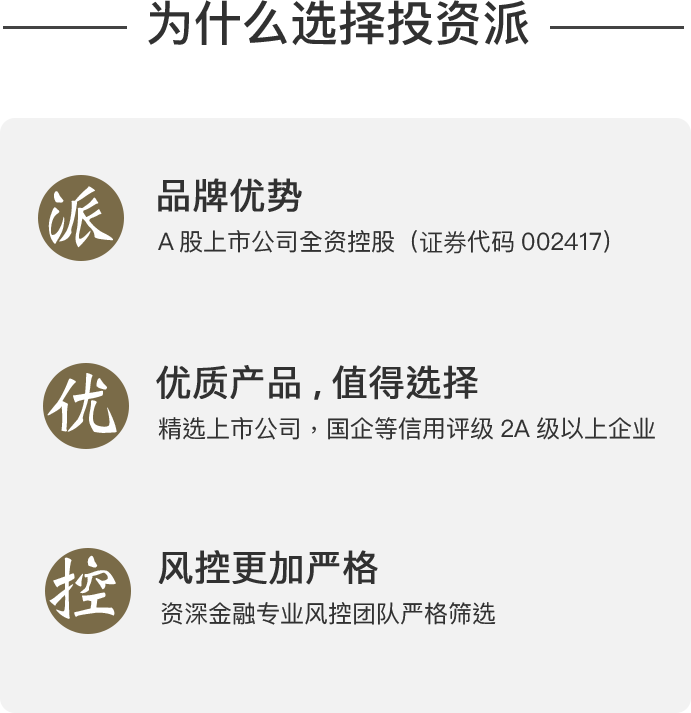 为什么选择投资派
派
品牌优势
A 股上市公司全资控股（证券代码 002417）
优
优质产品，值得选择
精选上市公司，国企等信用评级 2A 级以上企业
控
风控更加严格
资深金融专业风控团队严格筛选